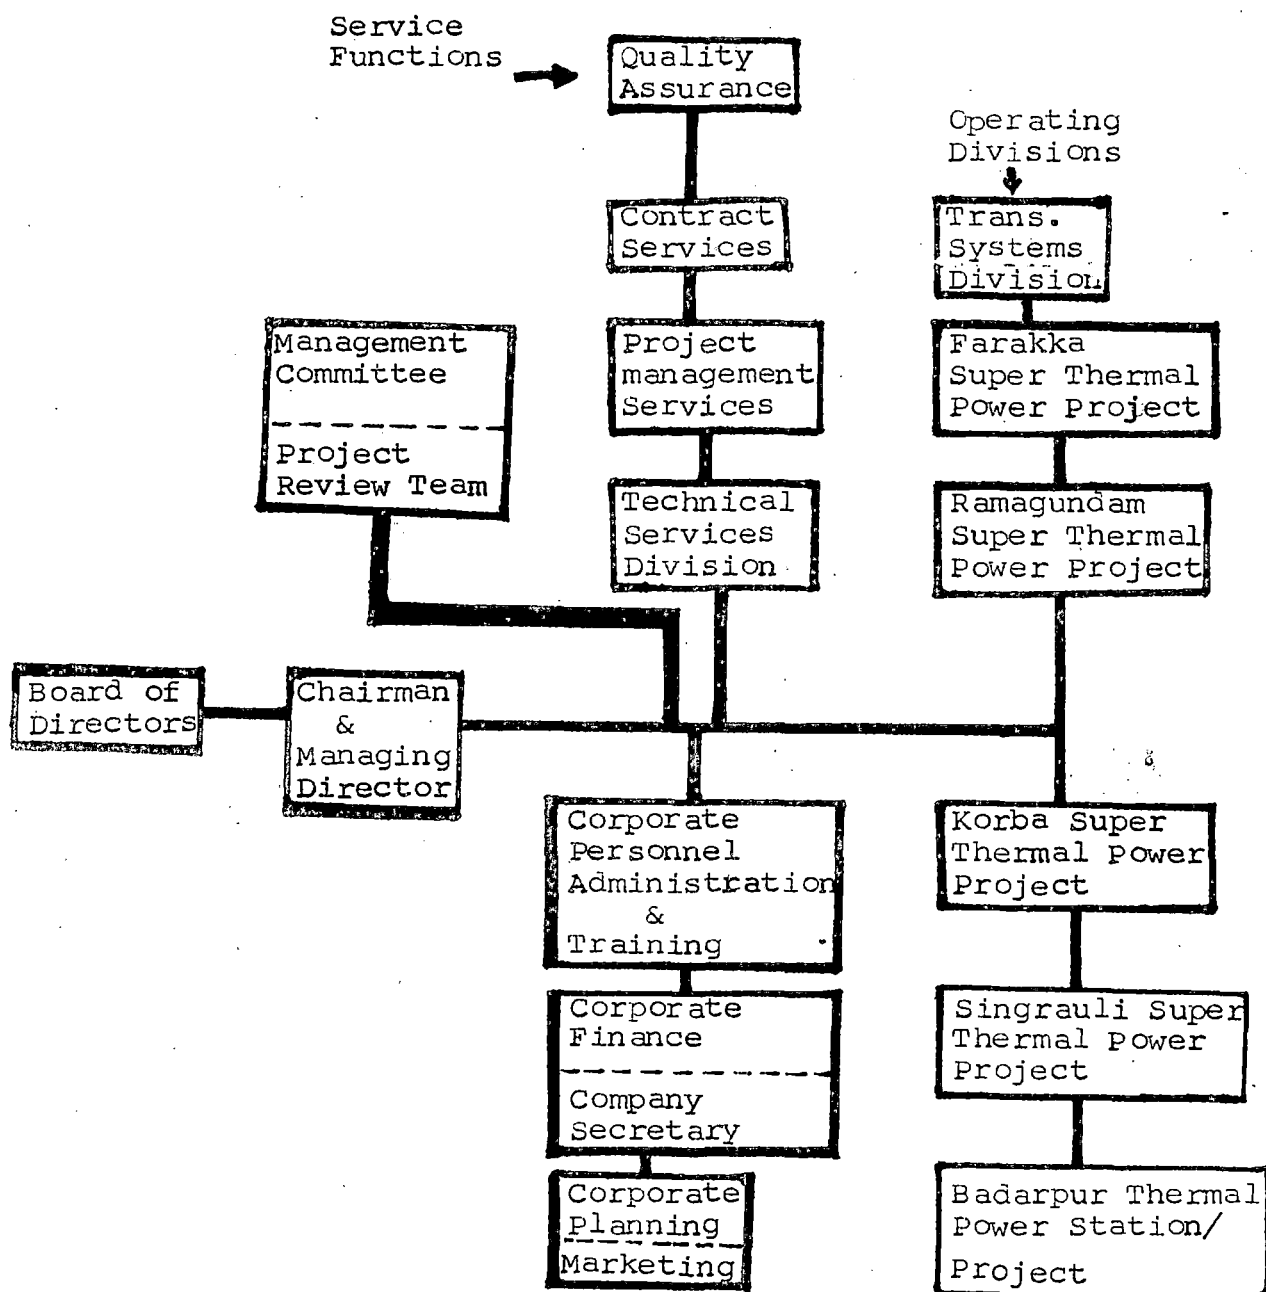 Service
Functions
Quality
Assurance
Operating
Divisions
Contract
Services
Trans.
Systems
Division
Management
Committee
Project
Review Team
Project
management
Services
Farakka
Super Thermal
Power Project
Technical
Services
Division
Ramagundam
Super Thermal
Power Project
Board of
Directors
Chairman
&
Managing
Director
Corporate
Personnel
Administration
&
Training
Korba Super
Thermal Power
Project
Corporate
Finance
Company
Secretary
Singrauli Super
Thermal Power
Project
Corporate
Planning
Marketing
Badarpur Thermal
Power Station/
Project